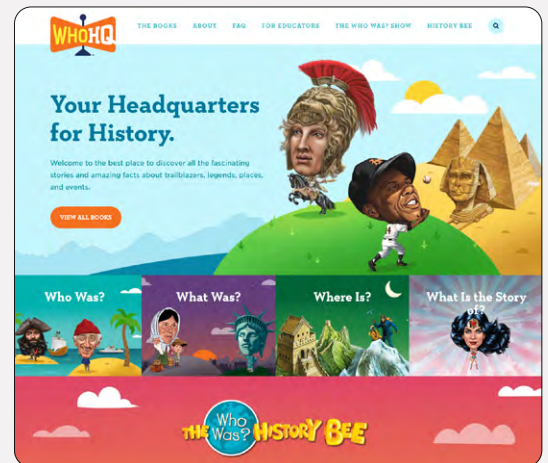 WHOHQ
THE BOOKS ABOUT FAQ FOR EDUCATORS THE WHO WAS? SHOW HISTORY BEE
Your Headquarters
for History.
Welcome to the best place to discover all the fascinating
stories and amazing facts about trailblazers, legends, places,
and events.
VIEW ALL BOOKS
Who Was?
What Was?
Where Is?
What Is the Story
of?
THE Who Was? HISTORY BEE